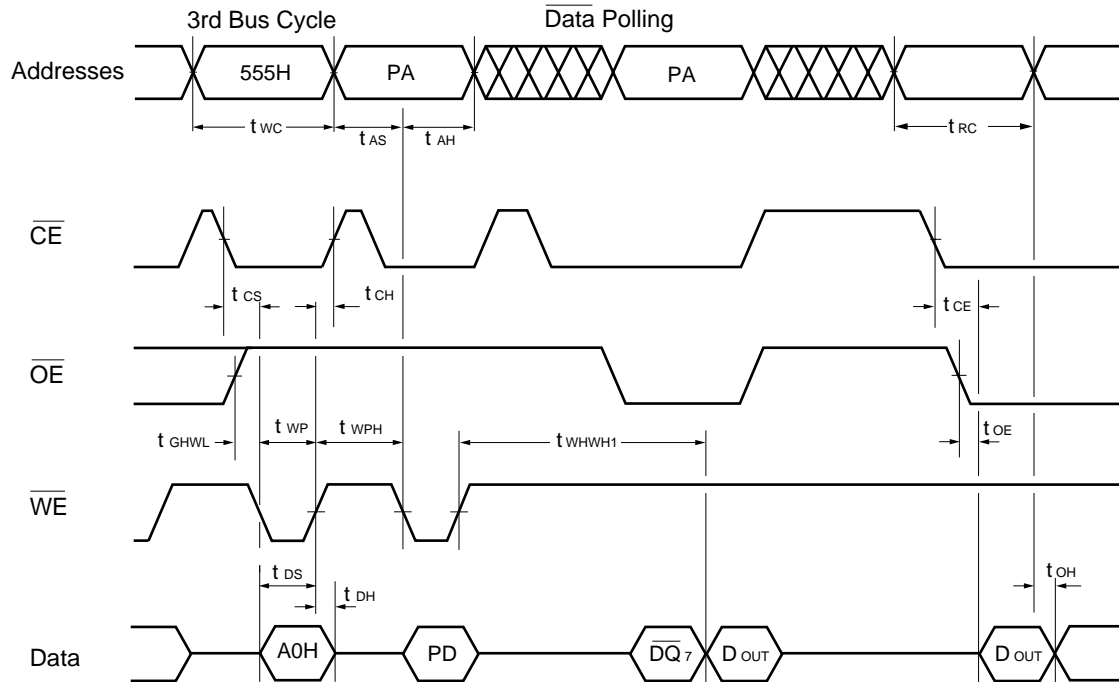 3rd Bus Cycle
Data Polling
Addresses
555H
PA
PA
t WC
t AS
t AH
t RC
CE
t CS
t CH
t CE
OE
t GHWL
t WP
t WPH
t WHWH1
t OE
WE
t DS
t DH
t OH
Data
A0H
PD
DQ 7
D OUT
D OUT